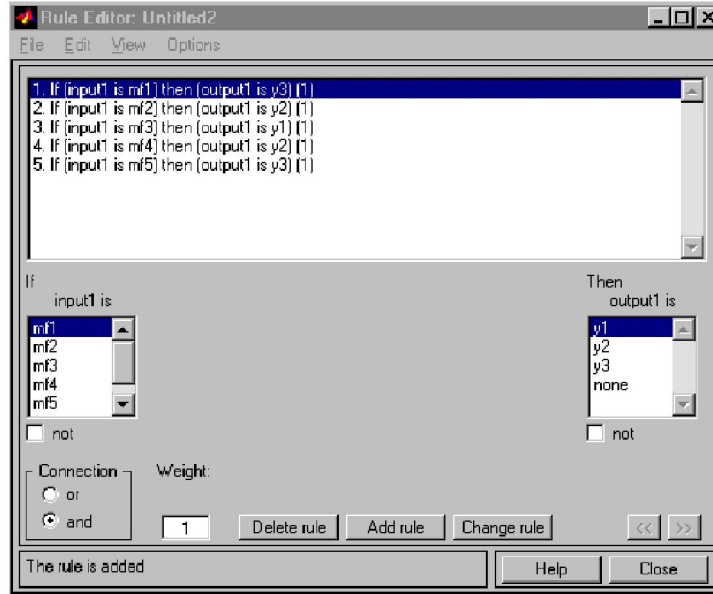 Rule Editor: Untitled2
File Edit View Options
1. If (input1 is mf1) then (output1 is y3) (1)
2. If (input1 is mf2) then (output1 is y2) (1)
3. If (input1 is mf3) then (output1 is y1) (1)
4. If (input1 is mf4) then (output1 is y2) (1)
5. If (input1 is mf5) then (output1 is y3) (1)
If
input1 is
mf1
mf2
mf3
mf4
mf5
not
Then
output1 is
y1
y2
y3
none
not
Connection
or
and
Weight:
1
Delete rule
Add rule
Change rule
<<
>>
The rule is added
Help
Close